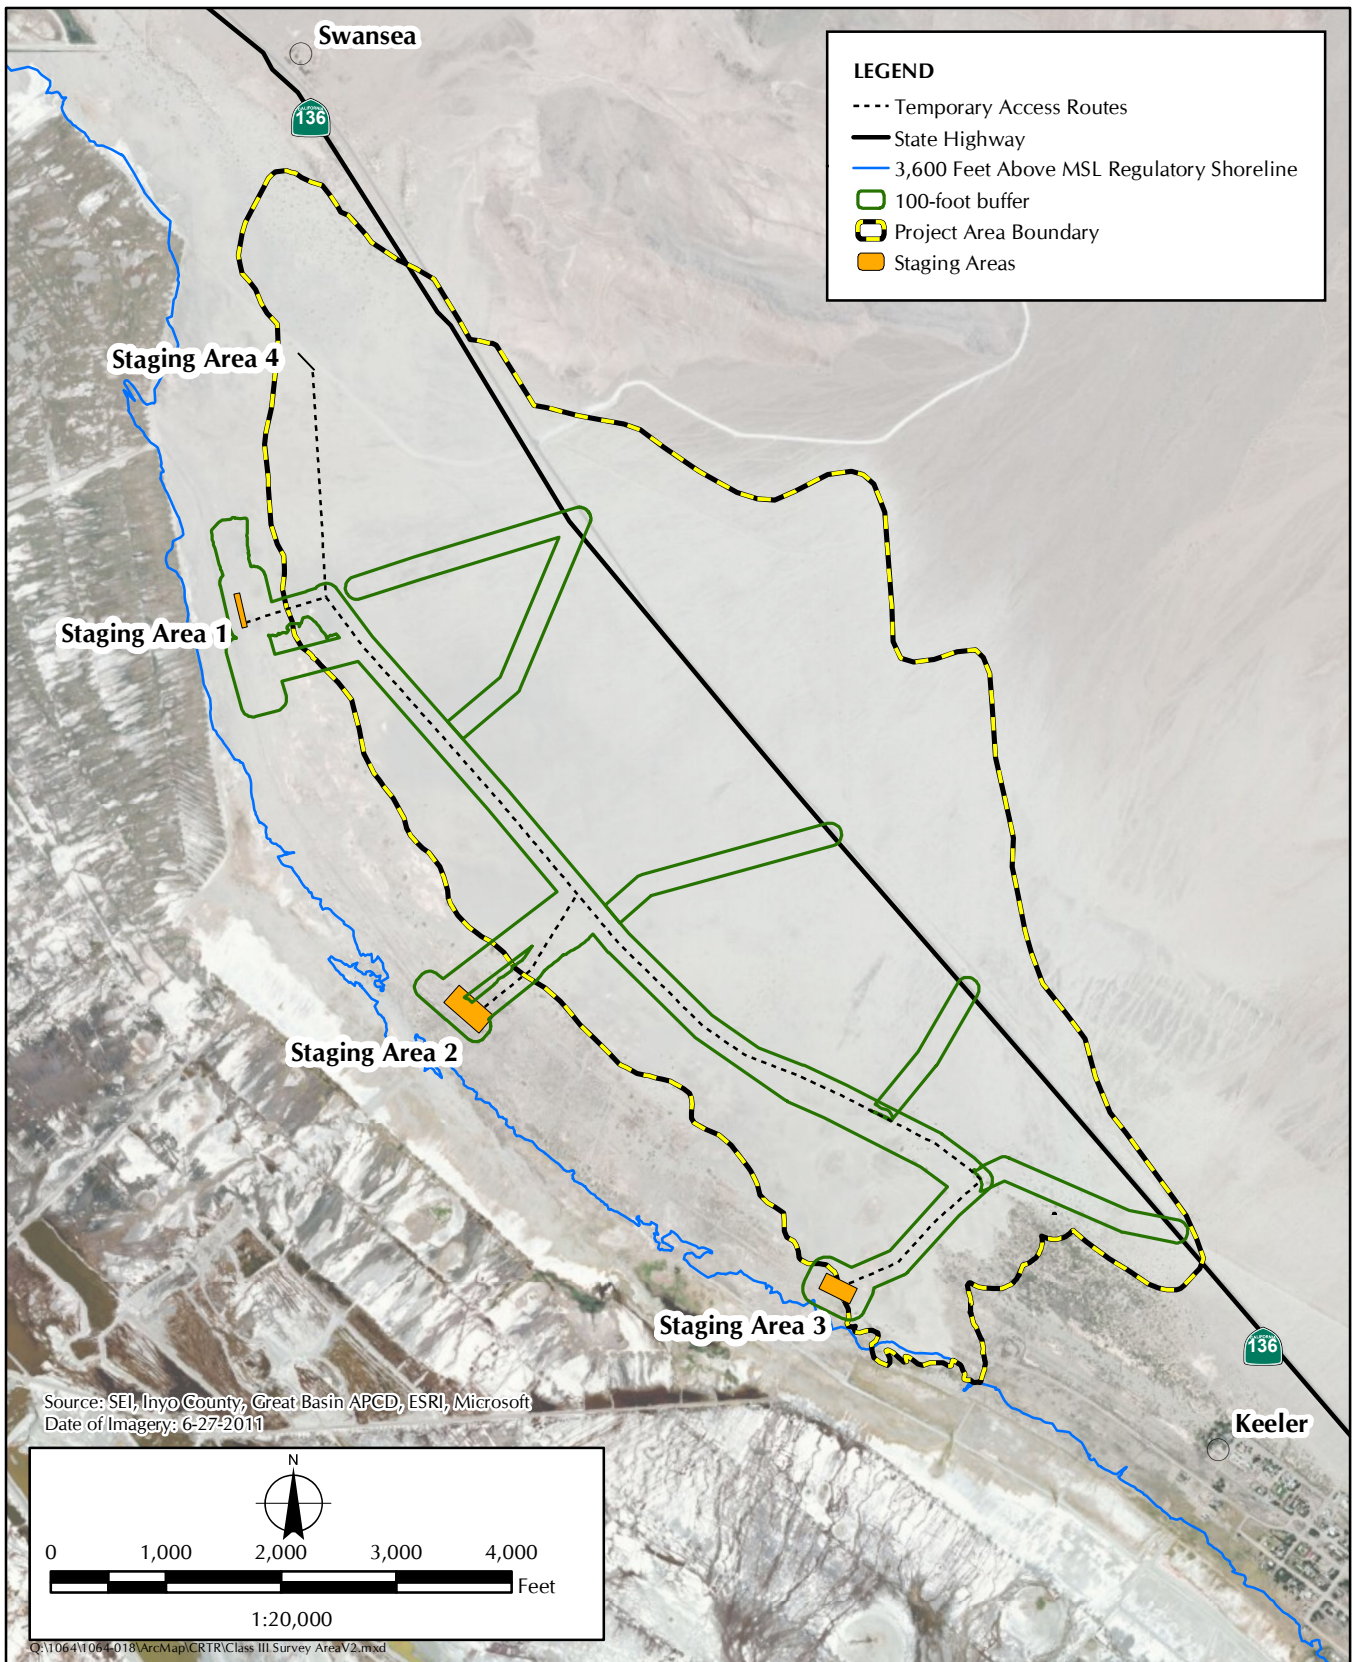 Swansea
CALIFORNIA
136
LEGEND
Temporary Access Routes
State Highway
3,600 Feet Above MSL Regulatory Shoreline
100-foot buffer
Project Area Boundary
Staging Areas
Staging Area 4
Staging Area 1
Staging Area 2
Staging Area 3
CALIFORNIA
136
Keeler
Source: SEI, Inyo County, Great Basin APCD, ESRI, Microsoft
Date of Imagery: 6-27-2011
N
0 1,000 2,000 3,000 4,000
Feet
1:20,000
Q:\1064\1064-018\ArcMap\CRTR\Class III Survey AreaV2.mxd